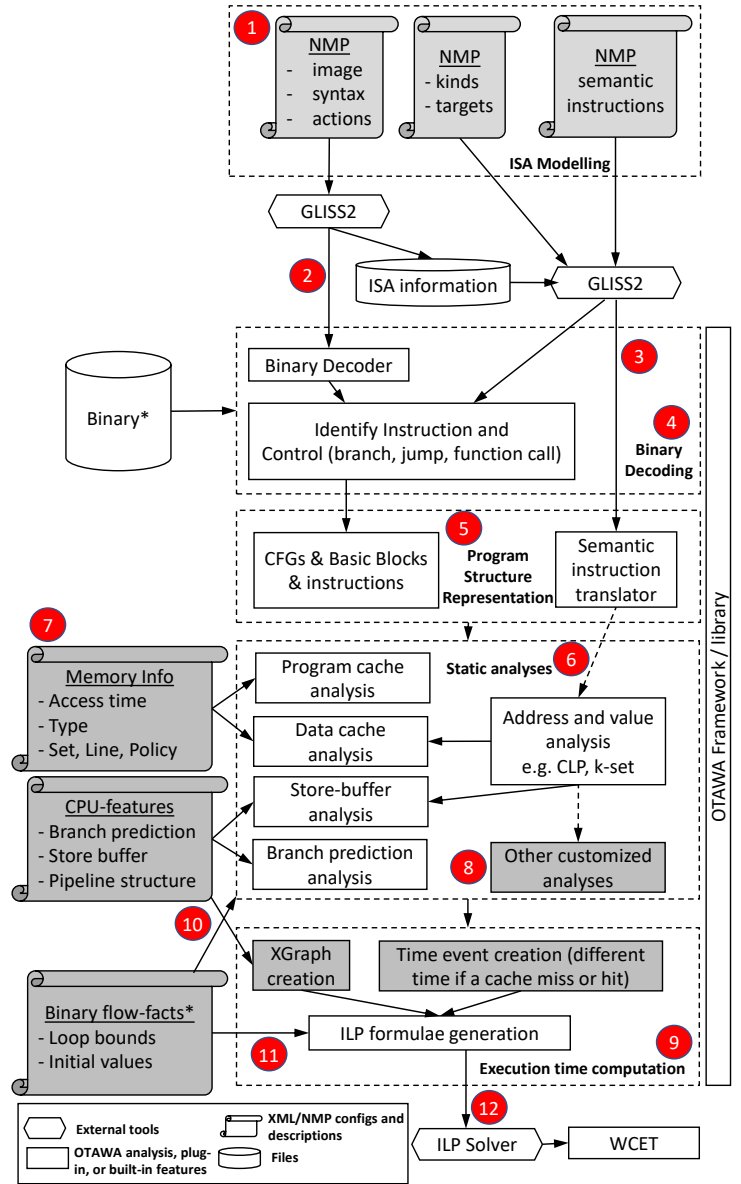 1
NMP
- image
- syntax
- actions
NMP
- kinds
- targets
NMP
semantic
instructions
ISA Modelling
GLISS2
2
ISA information
GLISS2
3
Binary*
Binary Decoder
Identify Instruction and
Control (branch, jump, function call)
4
Binary
Decoding
5
CFGs & Basic Blocks
& instructions
Program
Structure
Representation
Semantic
instruction
translator
OTAWA Framework / library
7
Memory Info
- Access time
- Type
- Set, Line, Policy
Program cache
analysis
Static analyses
6
Data cache
analysis
Address and value
analysis
e.g. CLP, k-set
CPU-features
- Branch prediction
- Store buffer
- Pipeline structure
Store-buffer
analysis
Branch prediction
analysis
8
Other customized
analyses
10
XGraph
creation
Time event creation (different
time if a cache miss or hit)
Binary flow-facts*
- Loop bounds
- Initial values
11
ILP formulae generation
9
Execution time computation
12
ILP Solver
WCET
External tools
XML/NMP configs and
descriptions
OTAWA analysis, plug-
in, or built-in features
Files